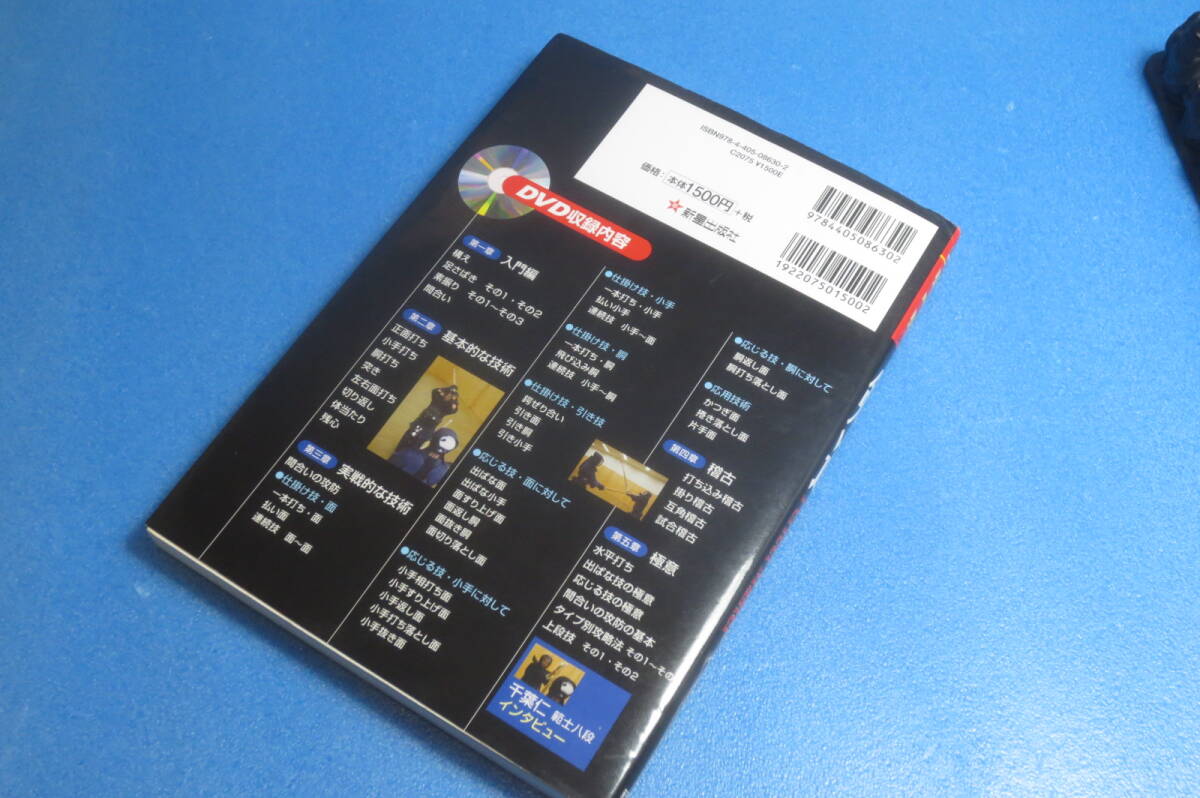 ISBN978-4-405-08630-2
C2075 ¥1500E
価格：本体1500円+税
新星出版社
9784405086302
1922075015002
DVD収録内容
第一章 入門編
構え
足さばき その1・その2
素振り その1〜その3
間合い
第二章 基本的な技術
正面打ち
小手打ち
胴打ち
突き
左右面打ち
切り返し
体当たり
残心
第三章 実戦的な技術
間合いの攻防
●仕掛け技・面
一本打ち・面
払い面
連続技 面〜面
●仕掛け技・小手
一本打ち・小手
払い小手
連続技 小手〜面
●仕掛け技・胴
一本打ち・胴
飛び込み胴
連続技 小手〜胴
●仕掛け技・引き技
鍔ぜり合い
引き面
引き胴
引き小手
●応じる技・面に対して
出ばな面
出ばな小手
面すり上げ面
面返し胴
面抜き胴
面切り落とし面
●応じる技・小手に対して
小手相打ち面
小手すり上げ面
小手返し面
小手打ち落とし面
小手抜き面
●応じる技・胴に対して
胴返し面
胴打ち落とし面
●応用技術
かつぎ面
捲き落とし面
片手面
第四章 稽古
打ち込み稽古
掛り稽古
互角稽古
試合稽古
第五章 極意
水平打ち
出ばな技の極意
応じる技の極意
間合いの攻防の基本
タイプ別攻略法 その1〜その
上段技 その1・その2
千葉仁 範士八段
インタビュー